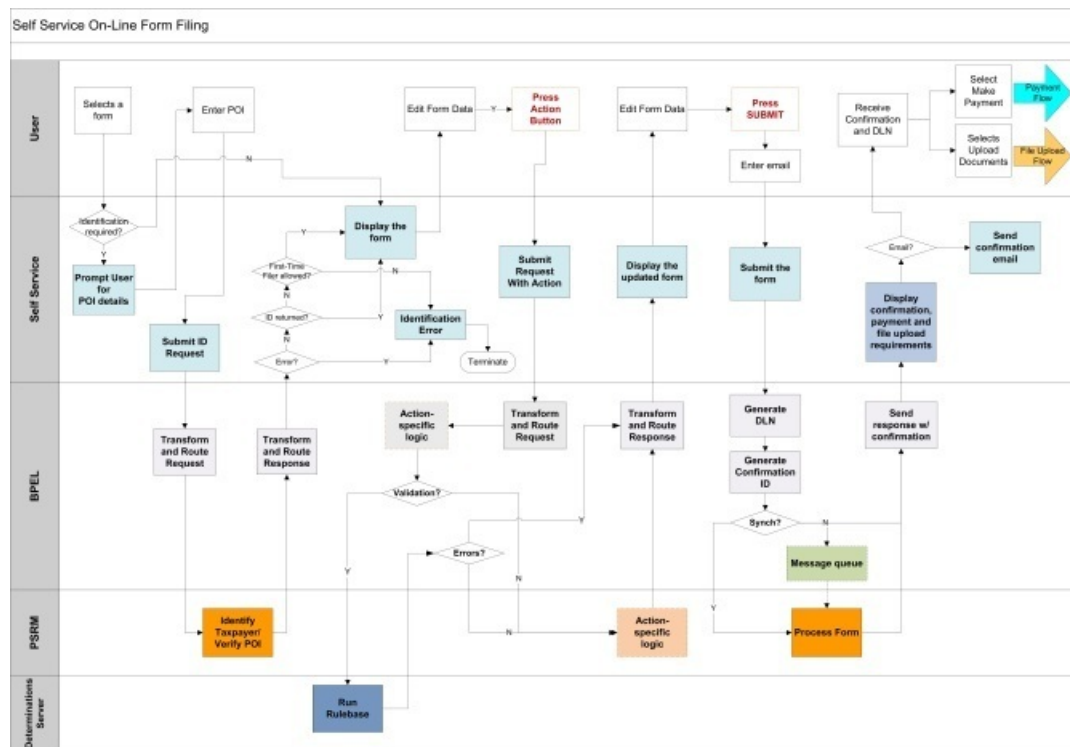 Self Service On-Line Form Filing
User
Selects a
form
Enter POI
Edit Form Data
Y
Press
Action
Button
Edit Form Data
Press
SUBMIT
Enter email
Receive
Confirmation
and DLN
Select
Make
Payment
Payment
Flow
Selects
Upload
Documents
File Upload
Flow
N
Self Service
Identification
required?
Y
Prompt User
for
POI details
Submit ID
Request
First-Time
Filer allowed?
Y
N
N
ID returned?
Y
N
Error?
Y
Display the
form
Identification
Error
Terminate
Submit
Request
With Action
Display the
updated form
Submit the
form
Email?
Send
confirmation
email
Display
confirmation,
payment and
file upload
requirements
BPEL
Transform
and Route
Request
Transform
and Route
Response
Action-
specific
logic
Transform
and Route
Request
Transform
and Route
Response
Generate
DLN
Generate
Confirmation
ID
Send
response w/
confirmation
Validation?
Y
N
Errors?
Y
N
Synch?
N
Y
Message queue
PSRM
Identify
Taxpayer/
Verify POI
Action-
specific
logic
Process Form
Determinations
Server
Run
Rulebase